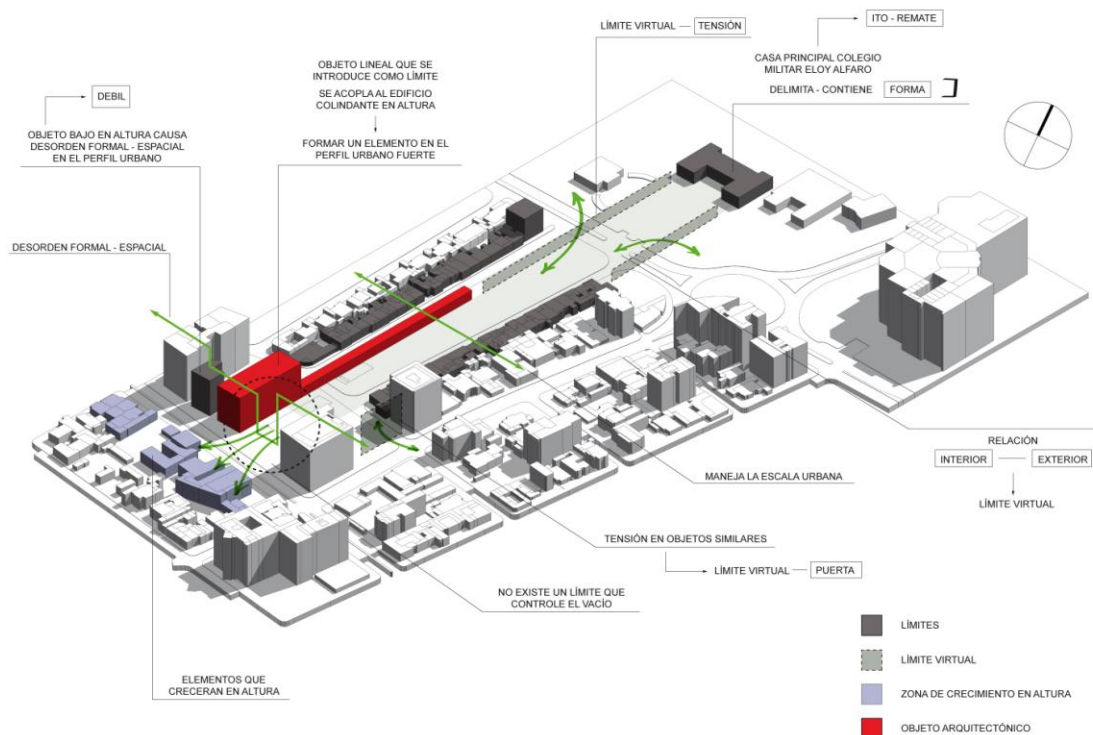 LÍMITE VIRTUAL
TENSIÓN
ITO - REMATE
CASA PRINCIPAL COLEGIO
MILITAR ELOY ALFARO
DELIMITA - CONTIENE
FORMA
OBJETO LINEAL QUE SE
INTRODUCE COMO LÍMITE
SE ACOPLA AL EDIFICIO
COLINDANTE EN ALTURA
FORMAR UN ELEMENTO EN EL
PERFIL URBANO FUERTE
DEBIL
OBJETO BAJO EN ALTURA CAUSA
DESORDEN FORMAL - ESPACIAL
EN EL PERFIL URBANO
DESORDEN FORMAL - ESPACIAL
RELACIÓN
INTERIOR
EXTERIOR
LÍMITE VIRTUAL
MANEJA LA ESCALA URBANA
TENSIÓN EN OBJETOS SIMILARES
LÍMITE VIRTUAL
PUERTA
NO EXISTE UN LÍMITE QUE
CONTROLE EL VACÍO
ELEMENTOS QUE
CRECERAN EN ALTURA
LÍMITES
LÍMITE VIRTUAL
ZONA DE CRECIMIENTO EN ALTURA
OBJETO ARQUITECTÓNICO